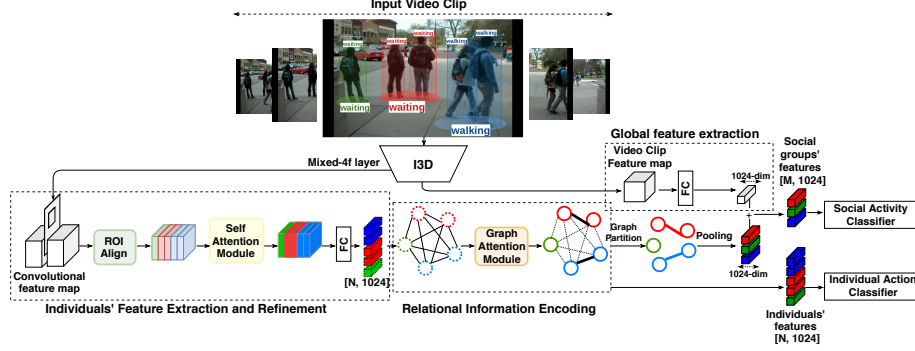 Input Video Clip
waiting
waiting
waiting
walking
walking
waiting
waiting
walking
Mixed-4f layer
I3D
Global feature extraction
Video Clip
Feature map
FC
1024-dim
Social
groups'
features
[M, 1024]
Social Activity
Classifier
Convolutional
feature map
ROI
Align
Self
Attention
Module
FC
[N, 1024]
Graph
Attention
Module
Graph
Partition
Pooling
+
1024-dim
Individual Action
Classifier
Individuals'
features
[N, 1024]
Individuals' Feature Extraction and Refinement
Relational Information Encoding